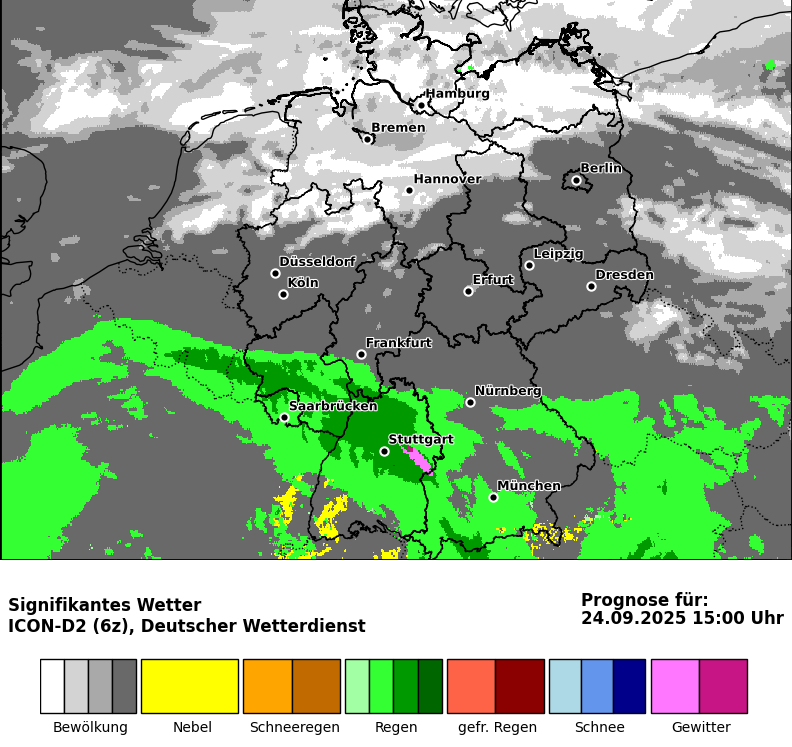 Hamburg
Bremen
Berlin
Hannover
Leipzig
Düsseldorf
Dresden
Köln
Erfurt
Frankfurt
Nürnberg
Saarbrücken
Stuttgart
München
Signifikantes Wetter
ICON-D2 (6z), Deutscher Wetterdienst
Prognose für:
24.09.2025 15:00 Uhr
Bewölkung Nebel Schneeregen Regen gefr. Regen Schnee Gewitter